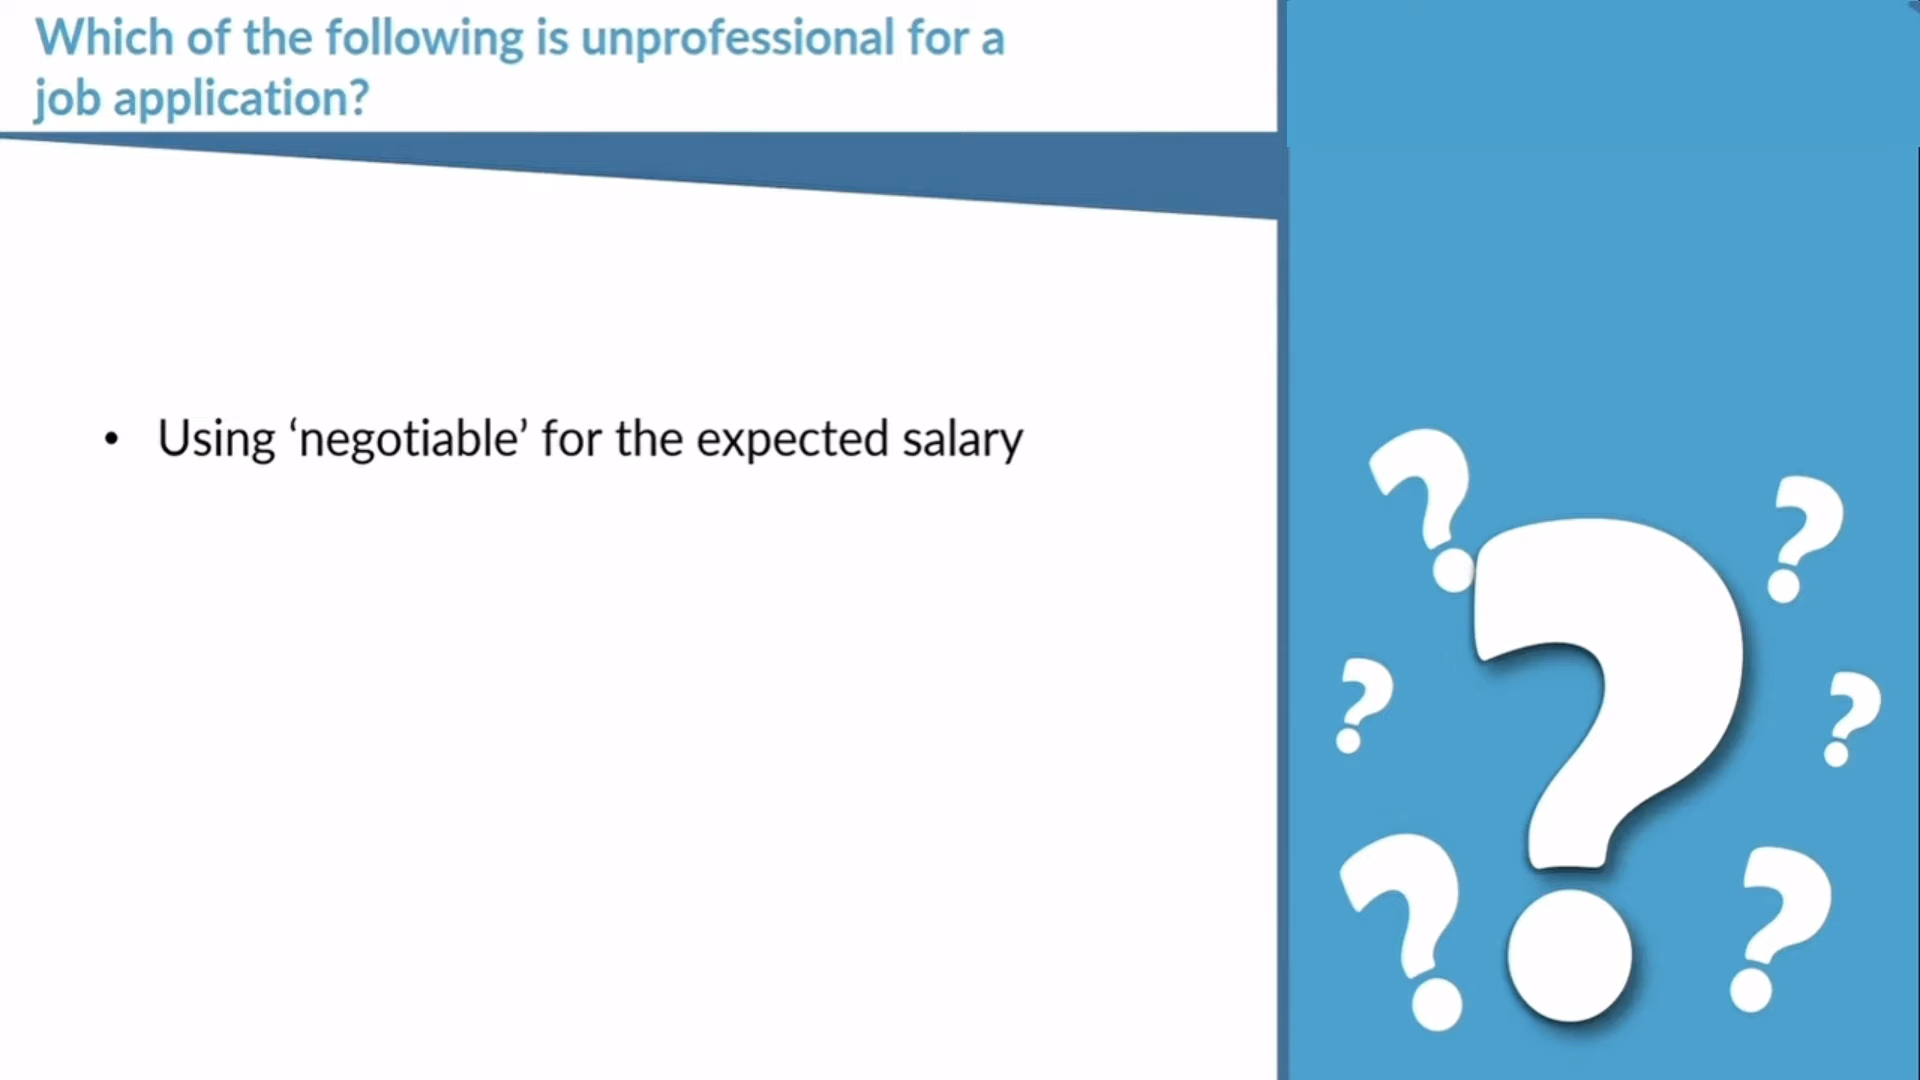 Which of the following is unprofessional for a
job application?
• Using ‘negotiable’ for the expected salary